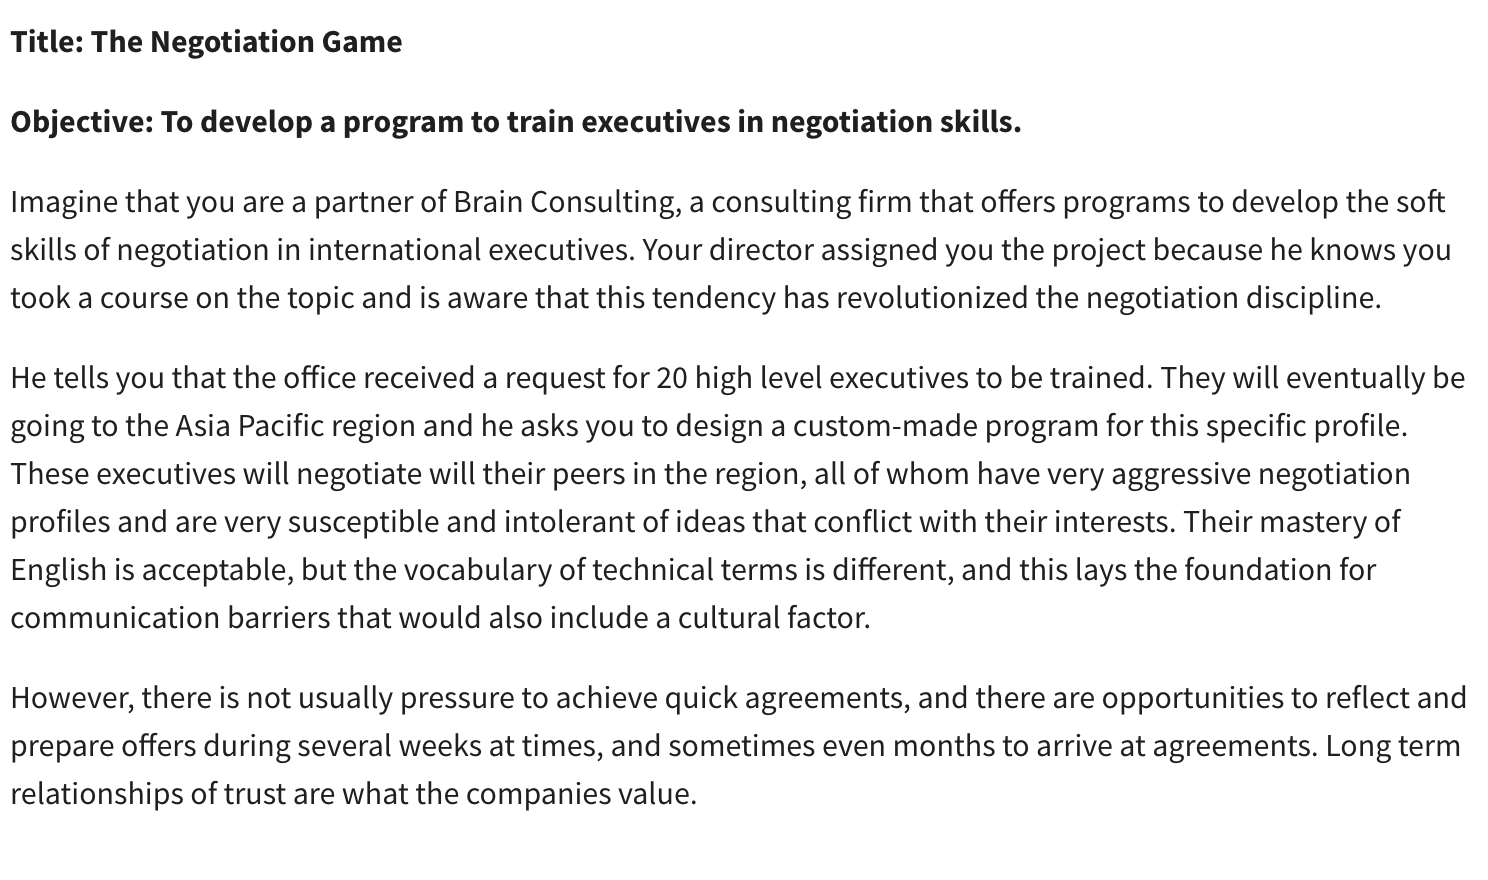 Title: The Negotiation Game
Objective: To develop a program to train executives in negotiation skills.
Imagine that you are a partner of Brain Consulting, a consulting firm that offers programs to develop the soft
skills of negotiation in international executives. Your director assigned you the project because he knows you
took a course on the topic and is aware that this tendency has revolutionized the negotiation discipline.
He tells you that the office received a request for 20 high level executives to be trained. They will eventually be
going to the Asia Pacific region and he asks you to design a custom-made program for this specific profile.
These executives will negotiate will their peers in the region, all of whom have very aggressive negotiation
profiles and are very susceptible and intolerant of ideas that conflict with their interests. Their mastery of
English is acceptable, but the vocabulary of technical terms is different, and this lays the foundation for
communication barriers that would also include a cultural factor.
However, there is not usually pressure to achieve quick agreements, and there are opportunities to reflect and
prepare offers during several weeks at times, and sometimes even months to arrive at agreements. Long term
relationships of trust are what the companies value.